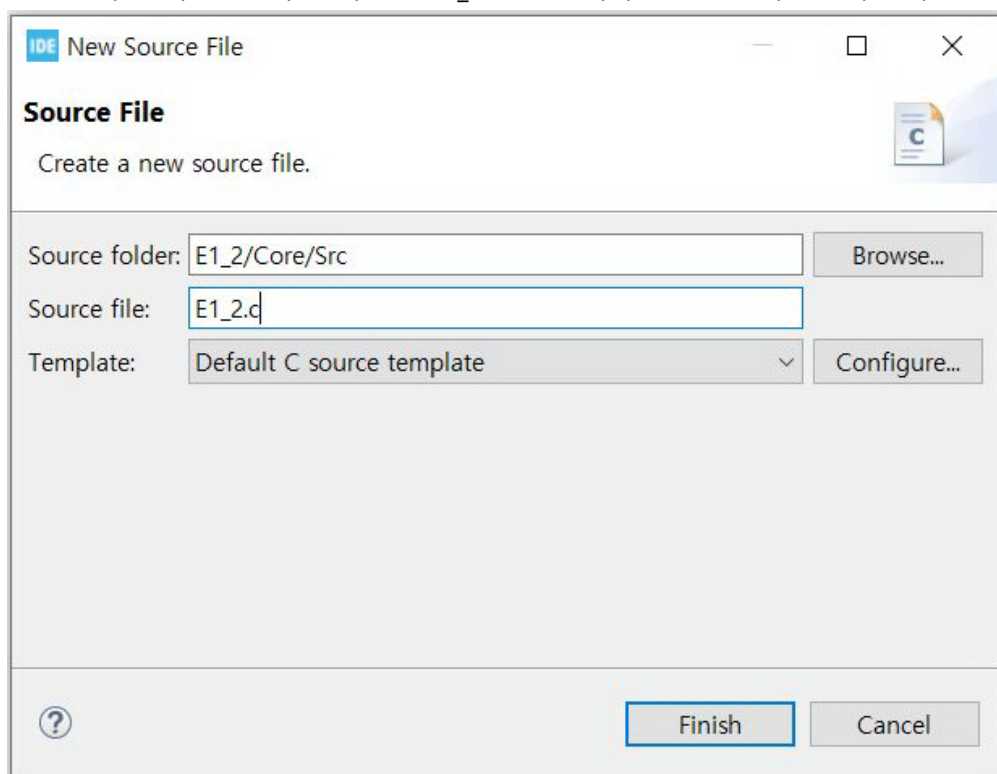 IDE New Source File
Source File
C
Create a new source file.
Source folder: E1_2/Core/Src Browse...
Source file: E1_2.c
Template: Default C source template Configure...
?
Finish Cancel